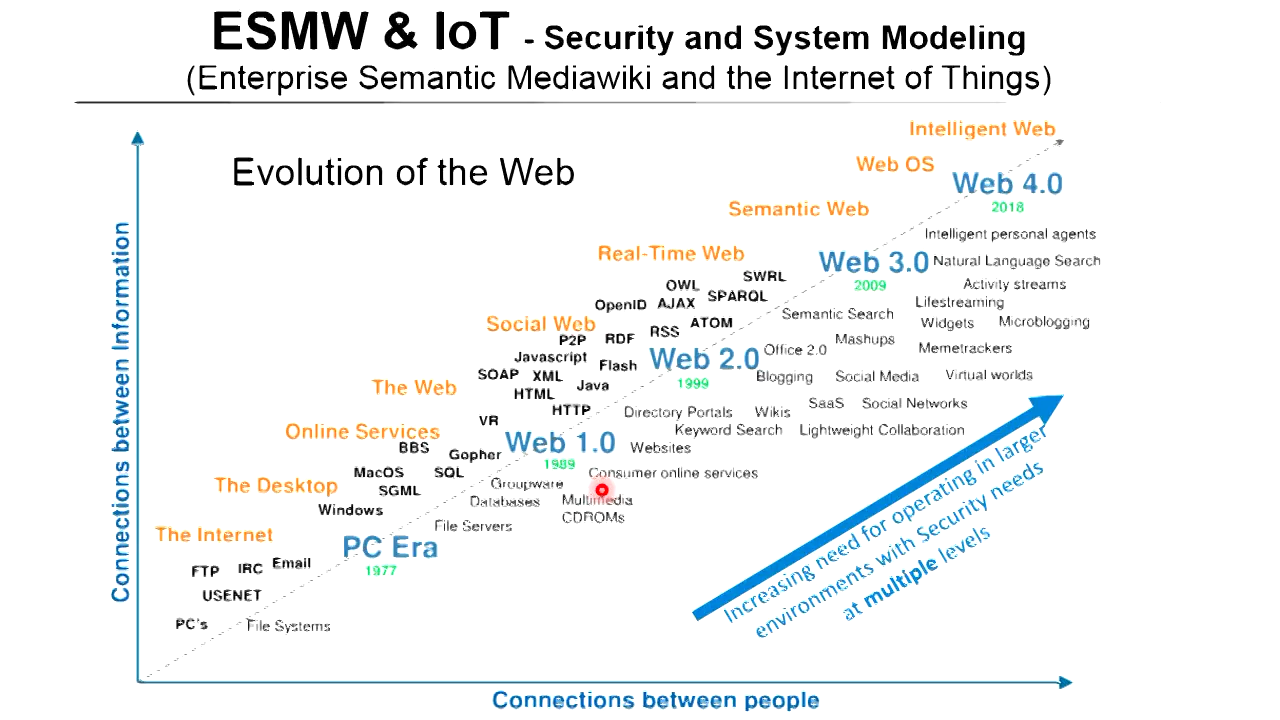 ESMW & IoT - Security and System Modeling
(Enterprise Semantic Mediawiki and the Internet of Things)
Evolution of the Web
Connections between Information
Connections between people
Intelligent Web
Web OS
Web 4.0
2018
Semantic Web
Intelligent personal agents
Real-Time Web
Web 3.0
Natural Language Search
2009
SWRL
Activity streams
OWL
SPARQL
Lifestreaming
OpenID
AJAX
Semantic Search
Widgets
Microblogging
Social Web
ATOM
RSS
P2P
RDF
Mashups
Memetrackers
Javascript
Flash
Web 2.0
Office 2.0
1999
SOAP
XML
Java
Blogging
Social Media
Virtual worlds
The Web
HTML
HTTP
SaaS
Social Networks
Directory Portals
Wikis
VR
Keyword Search
Lightweight Collaboration
Online Services
BBS
Gopher
Web 1.0
1989
Websites
MacOS
SQL
Consumer online services
The Desktop
SGML
Groupware
Databases
Multimedia
CDROMs
Windows
File Servers
The Internet
PC Era
1977
FTP
IRC
Email
USENET
PC's
File Systems
Increasing need for operating in larger
environments with Security needs
at multiple levels